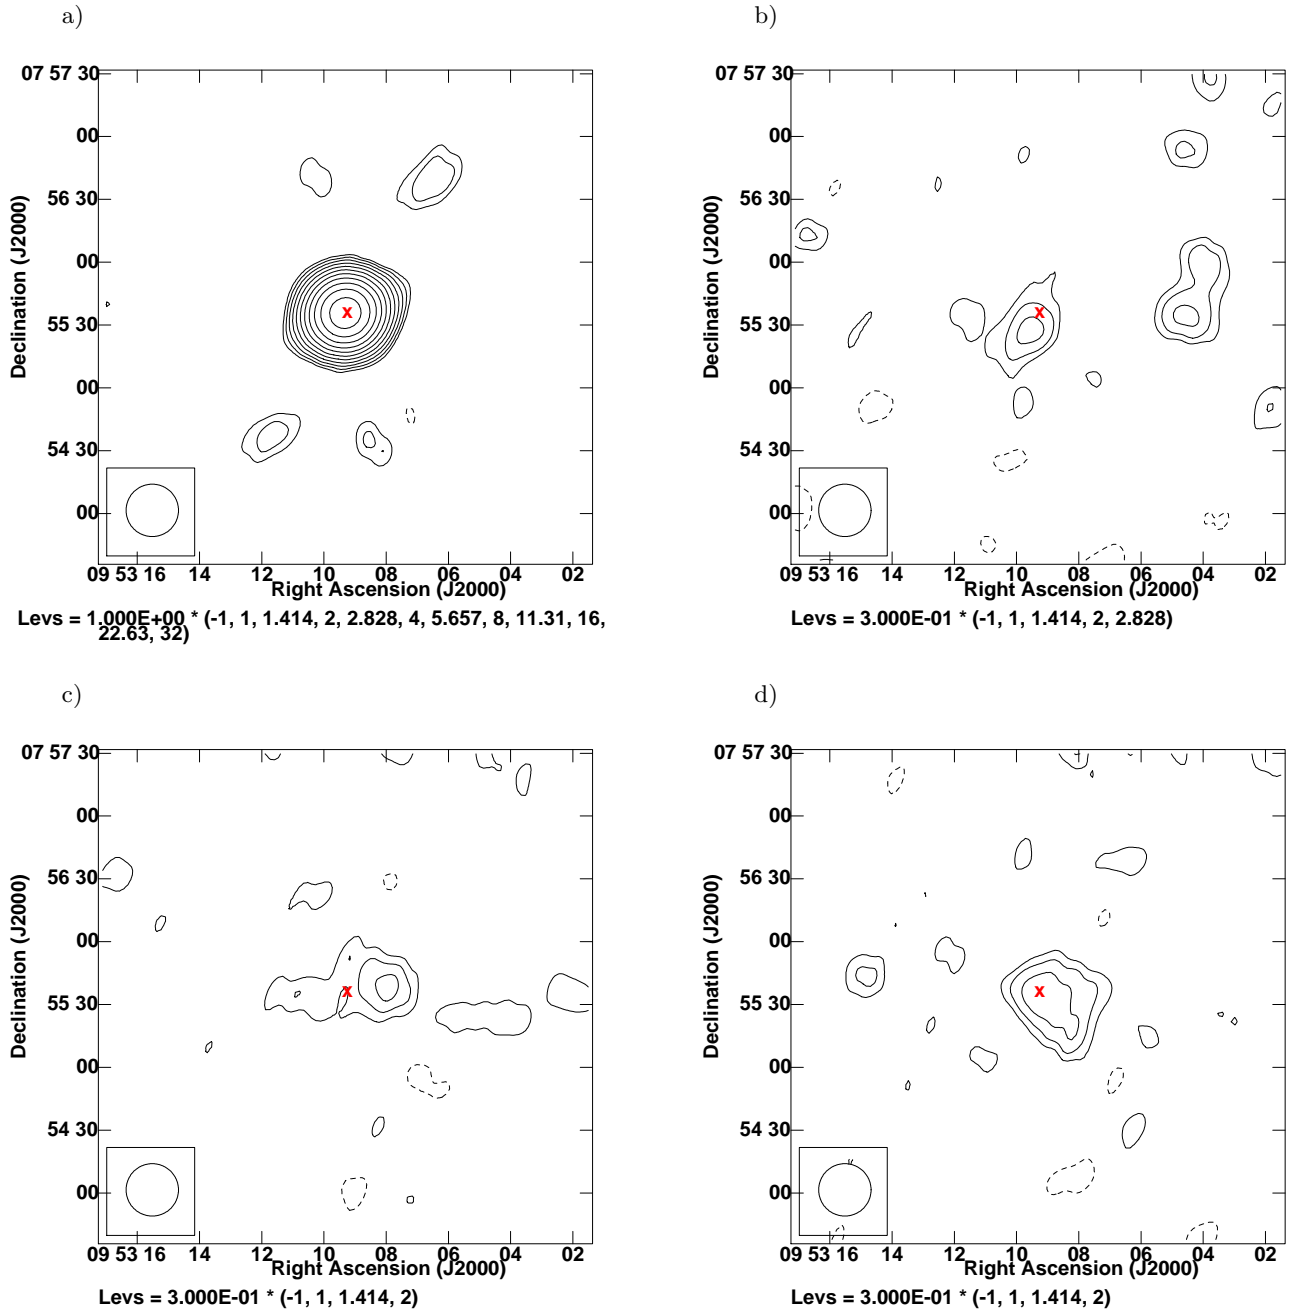 a)
b)
07 57 30
00
56 30
00
55 30
00
54 30
00
Declination (J2000)
09 53 16 14 12 10 08 06 04 02
Right Ascension (J2000)
Levs = 1.000E+00 * (-1, 1, 1.414, 2, 2.828, 4, 5.657, 8, 11.31, 16,
22.63, 32)
x
07 57 30
00
56 30
00
55 30
00
54 30
00
Declination (J2000)
09 53 16 14 12 10 08 06 04 02
Right Ascension (J2000)
Levs = 3.000E-01 * (-1, 1, 1.414, 2, 2.828)
x
c)
d)
07 57 30
00
56 30
00
55 30
00
54 30
00
Declination (J2000)
09 53 16 14 12 10 08 06 04 02
Right Ascension (J2000)
Levs = 3.000E-01 * (-1, 1, 1.414, 2)
x
07 57 30
00
56 30
00
55 30
00
54 30
00
Declination (J2000)
09 53 16 14 12 10 08 06 04 02
Right Ascension (J2000)
Levs = 3.000E-01 * (-1, 1, 1.414, 2)
x